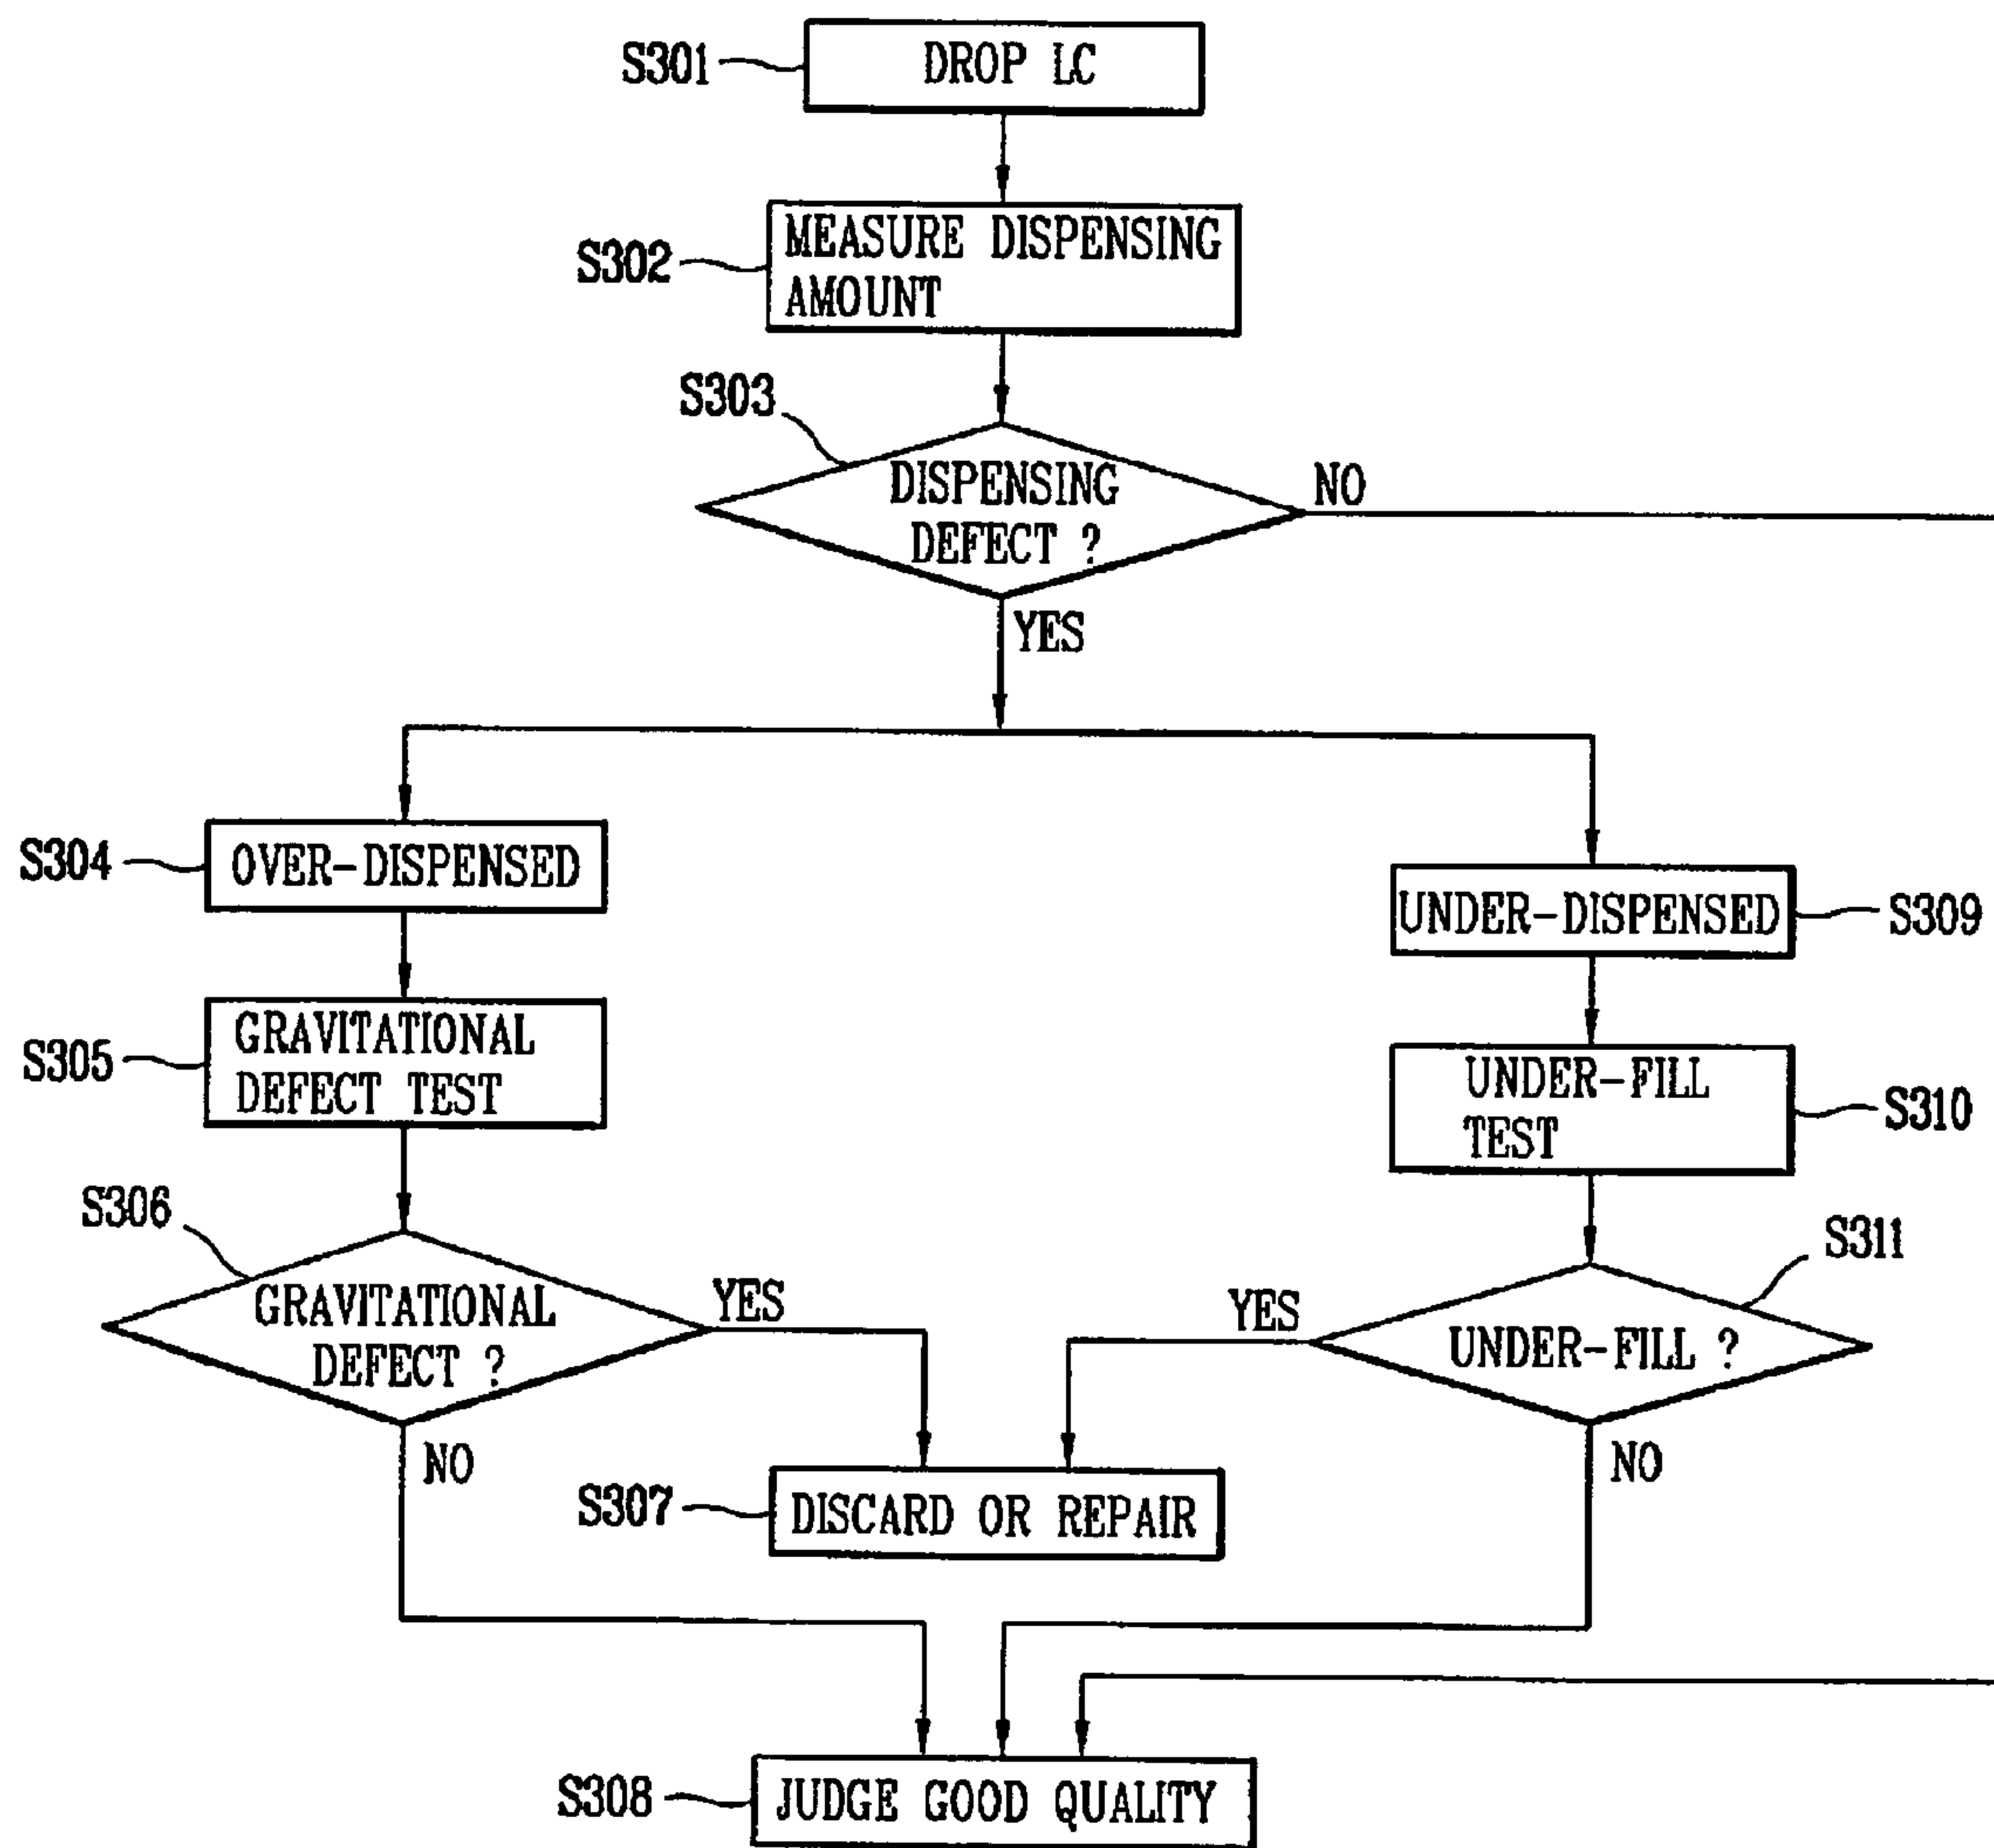 S301
DROP LC
S302
MEASURE DISPENSING
AMOUNT
S303
DISPENSING
DEFECT ?
NO
YES
S304
OVER-DISPENSED
UNDER-DISPENSED
S309
S305
GRAVITATIONAL
DEFECT TEST
UNDER-FILL
TEST
S310
S306
GRAVITATIONAL
DEFECT ?
YES
NO
S311
UNDER-FILL ?
YES
NO
S307
DISCARD OR REPAIR
S308
JUDGE GOOD QUALITY